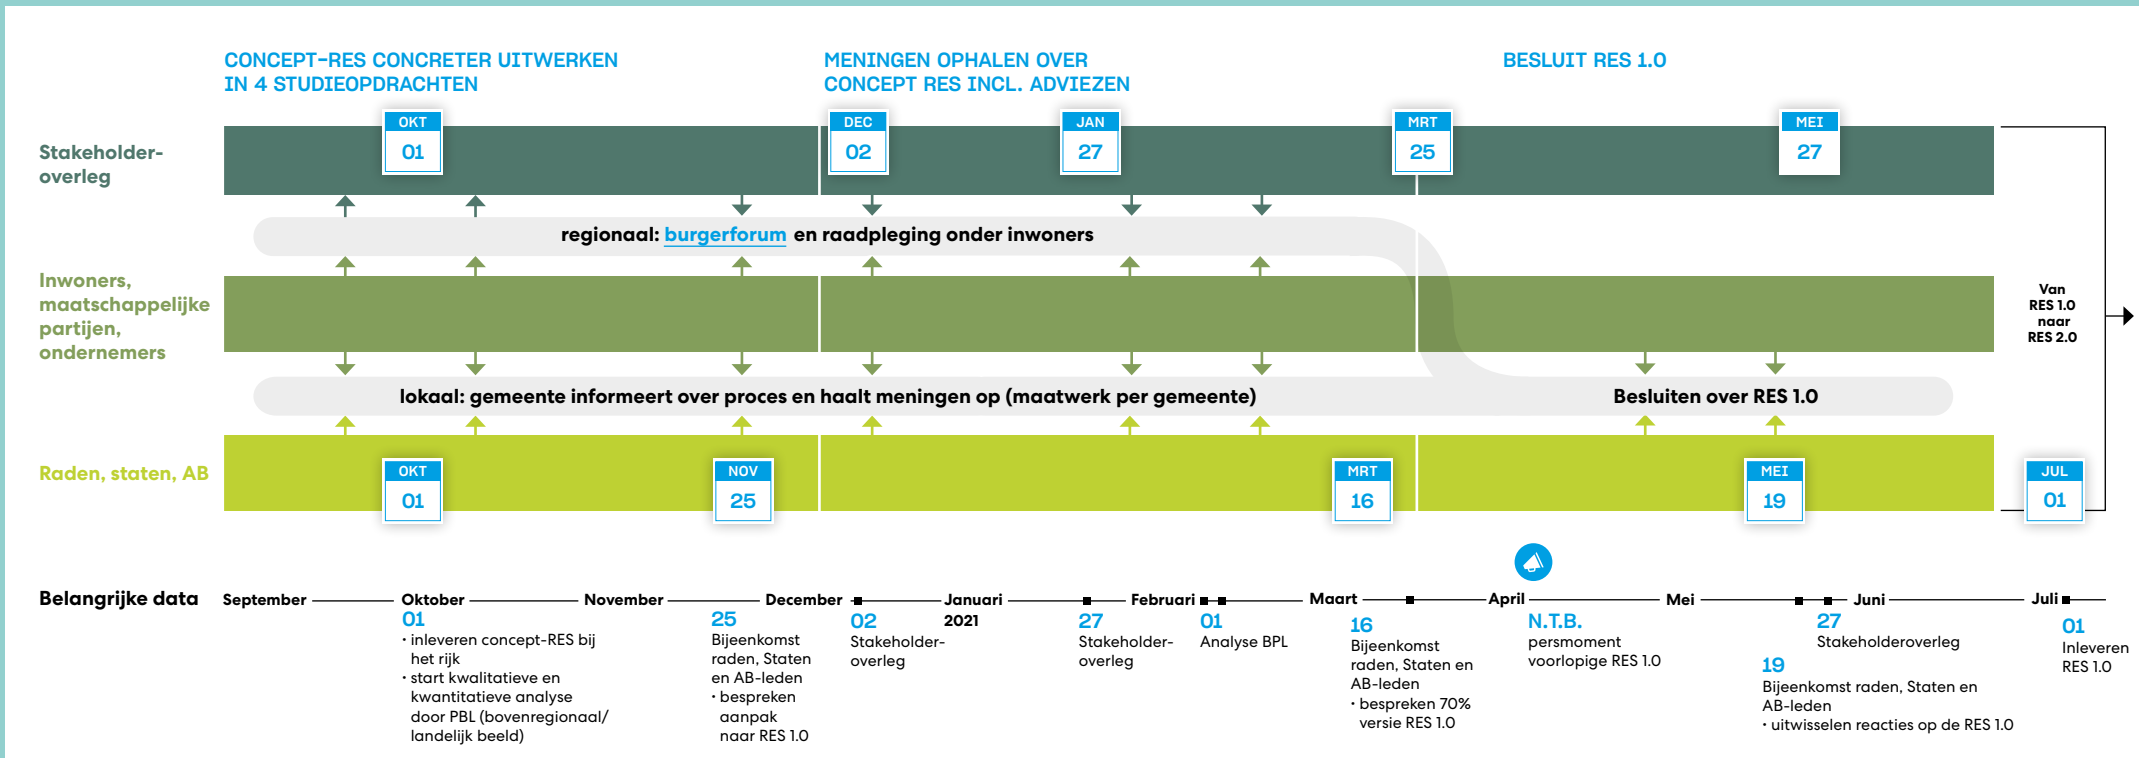 CONCEPT-RES CONCRETER UITWERKEN
IN 4 STUDIEOPDRACHTEN
MENINGEN OPHALEN OVER
CONCEPT RES INCL. ADVIEZEN
BESLUIT RES 1.0
Stakeholder-
overleg
OKT
01
DEC
02
JAN
27
MRT
25
MEI
27
regionaal: burgerforum en raadpleging onder inwoners
Inwoners,
maatschappelijke
partijen,
ondernemers
Van
RES 1.0
naar
RES 2.0
lokaal: gemeente informeert over proces en haalt meningen op (maatwerk per gemeente)
Besluiten over RES 1.0
Raden, staten, AB
OKT
01
NOV
25
MRT
16
MEI
19
JUL
01
Belangrijke data
September
Oktober
November
December
Januari
2021
Februari
Maart
April
Mei
Juni
Juli
01
· inleveren concept-RES bij
het rijk
· start kwalitatieve en
kwantitatieve analyse
door PBL (bovenregionaal/
landelijk beeld)
25
Bijeenkomst
raden, Staten
en AB-leden
· bespreken
aanpak
naar RES 1.0
02
Stakeholder-
overleg
27
Stakeholder-
overleg
01
Analyse BPL
16
Bijeenkomst
raden, Staten en
AB-leden
· bespreken 70%
versie RES 1.0
N.T.B.
persmoment
voorlopige RES 1.0
27
Stakeholderoverleg
19
Bijeenkomst raden, Staten en
AB-leden
· uitwisselen reacties op de RES 1.0
01
Inleveren
RES 1.0